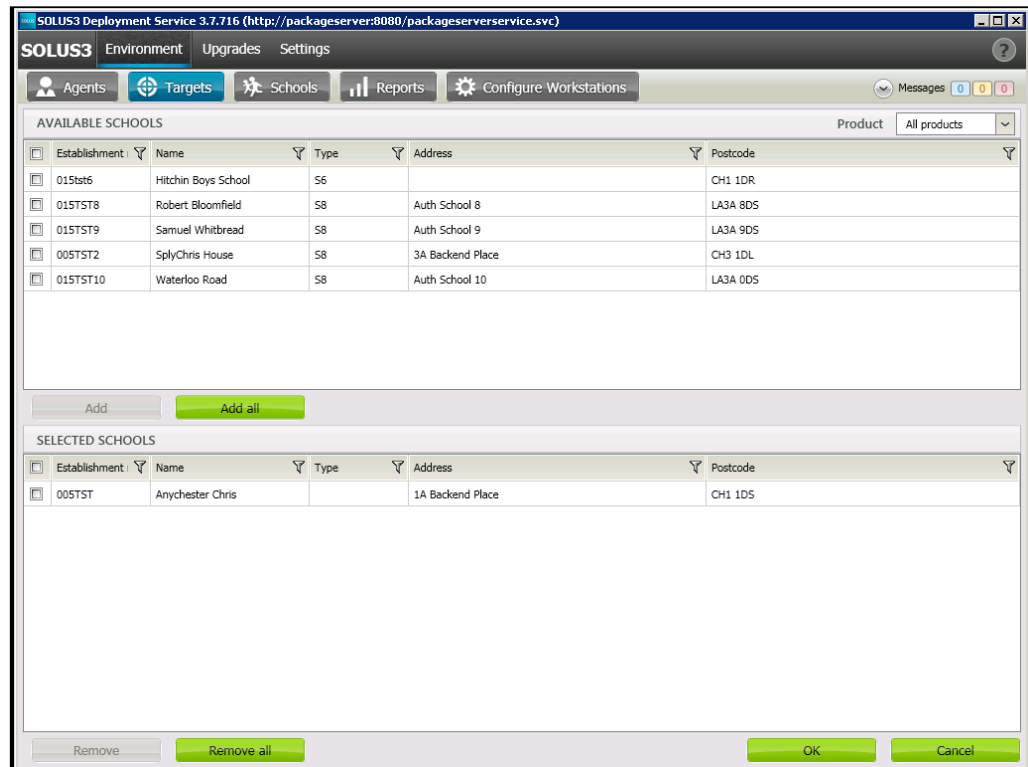 SOLUS3 Deployment Service 3.7.716 (http://packageserver:8080/packageserverservice.svc)
SOLUS3 Environment Upgrades Settings ?
Agents Targets Schools Reports Configure Workstations Messages 0 0 0
AVAILABLE SCHOOLS Product All products
Establishment Name Type Address Postcode
015tst6 Hitchin Boys School S6 CH1 1DR
015TST8 Robert Bloomfield S8 Auth School 8 LA3A 8DS
015TST9 Samuel Whitbread S8 Auth School 9 LA3A 9DS
005TST2 SplyChris House S8 3A Backend Place CH3 1DL
015TST10 Waterloo Road S8 Auth School 10 LA3A 0DS
Add Add all
SELECTED SCHOOLS
Establishment Name Type Address Postcode
005TST Anychester Chris 1A Backend Place CH1 1DS
Remove Remove all OK Cancel